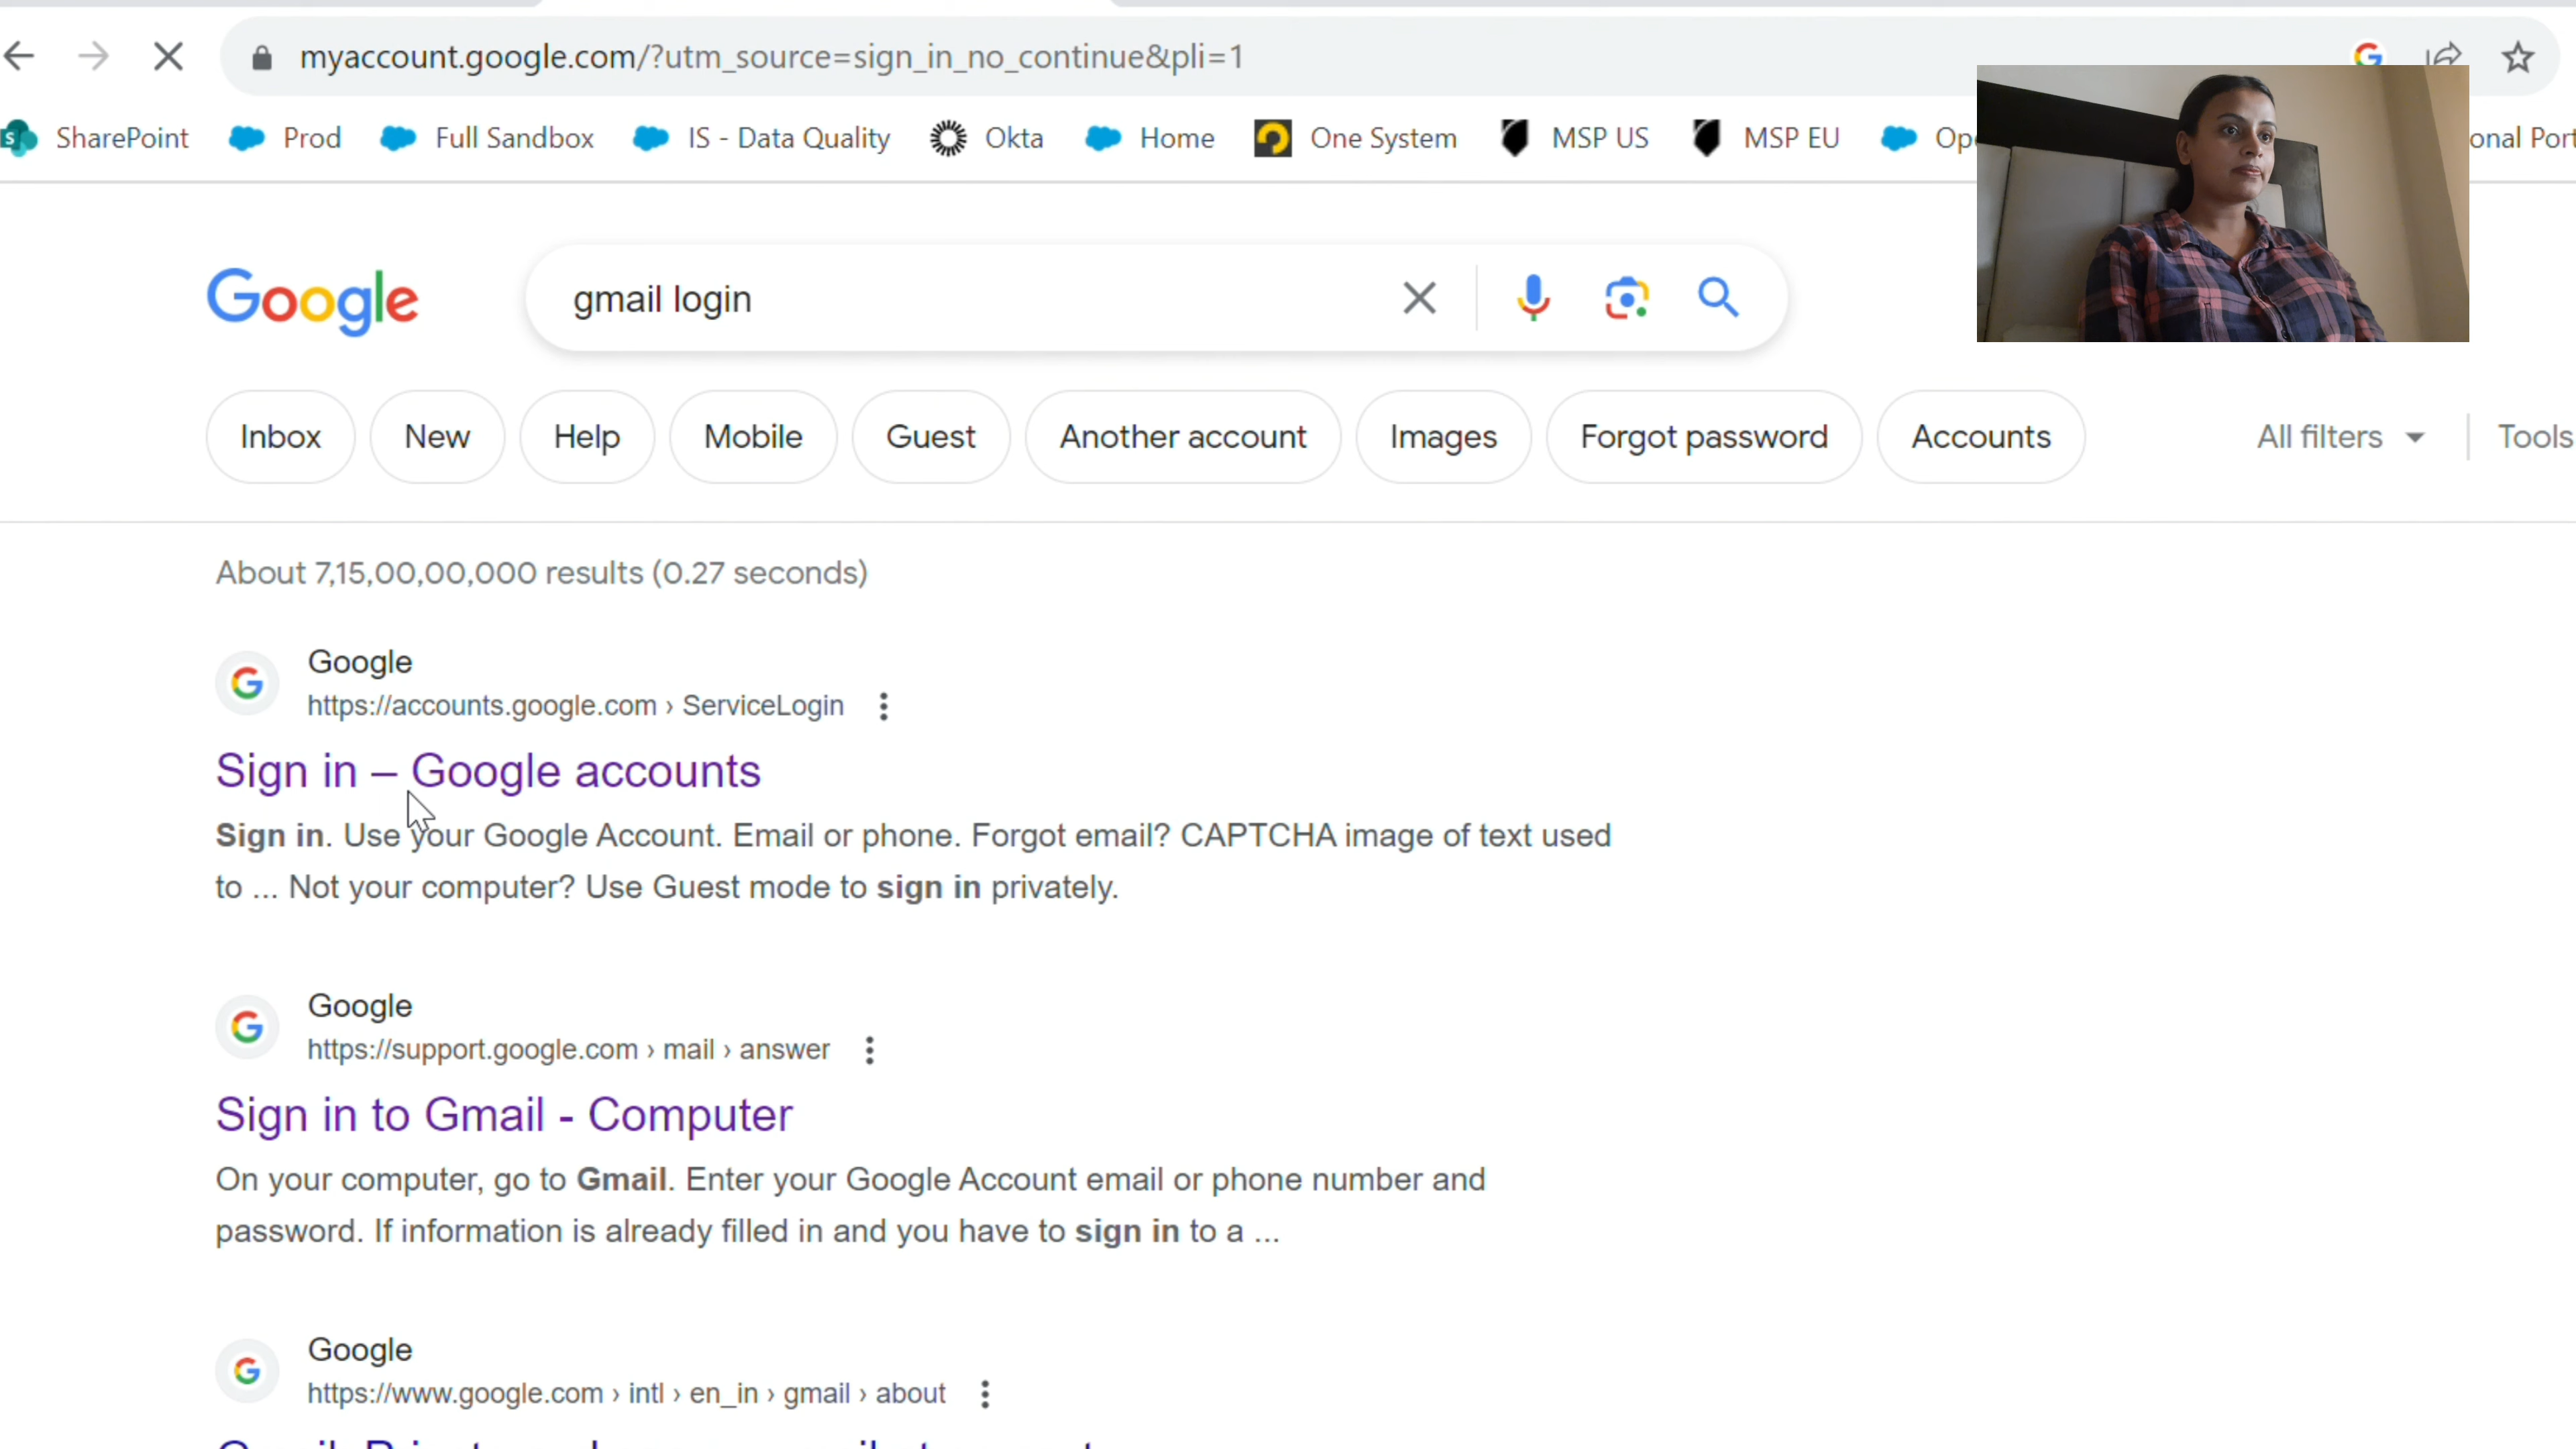 myaccount.google.com/?utm_source=sign_in_no_continue&pli=1
SharePoint Prod Full Sandbox IS - Data Quality Okta Home One System MSP US MSP EU
Google gmail login
Inbox New Help Mobile Guest Another account Images Forgot password Accounts All filters Tools
About 7,15,00,00,000 results (0.27 seconds)
Google
https://accounts.google.com › ServiceLogin
Sign in – Google accounts
Sign in. Use your Google Account. Email or phone. Forgot email? CAPTCHA image of text used
to ... Not your computer? Use Guest mode to sign in privately.
Google
https://support.google.com › mail › answer
Sign in to Gmail - Computer
On your computer, go to Gmail. Enter your Google Account email or phone number and
password. If information is already filled in and you have to sign in to a ...
Google
https://www.google.com › intl › en_in › gmail › about